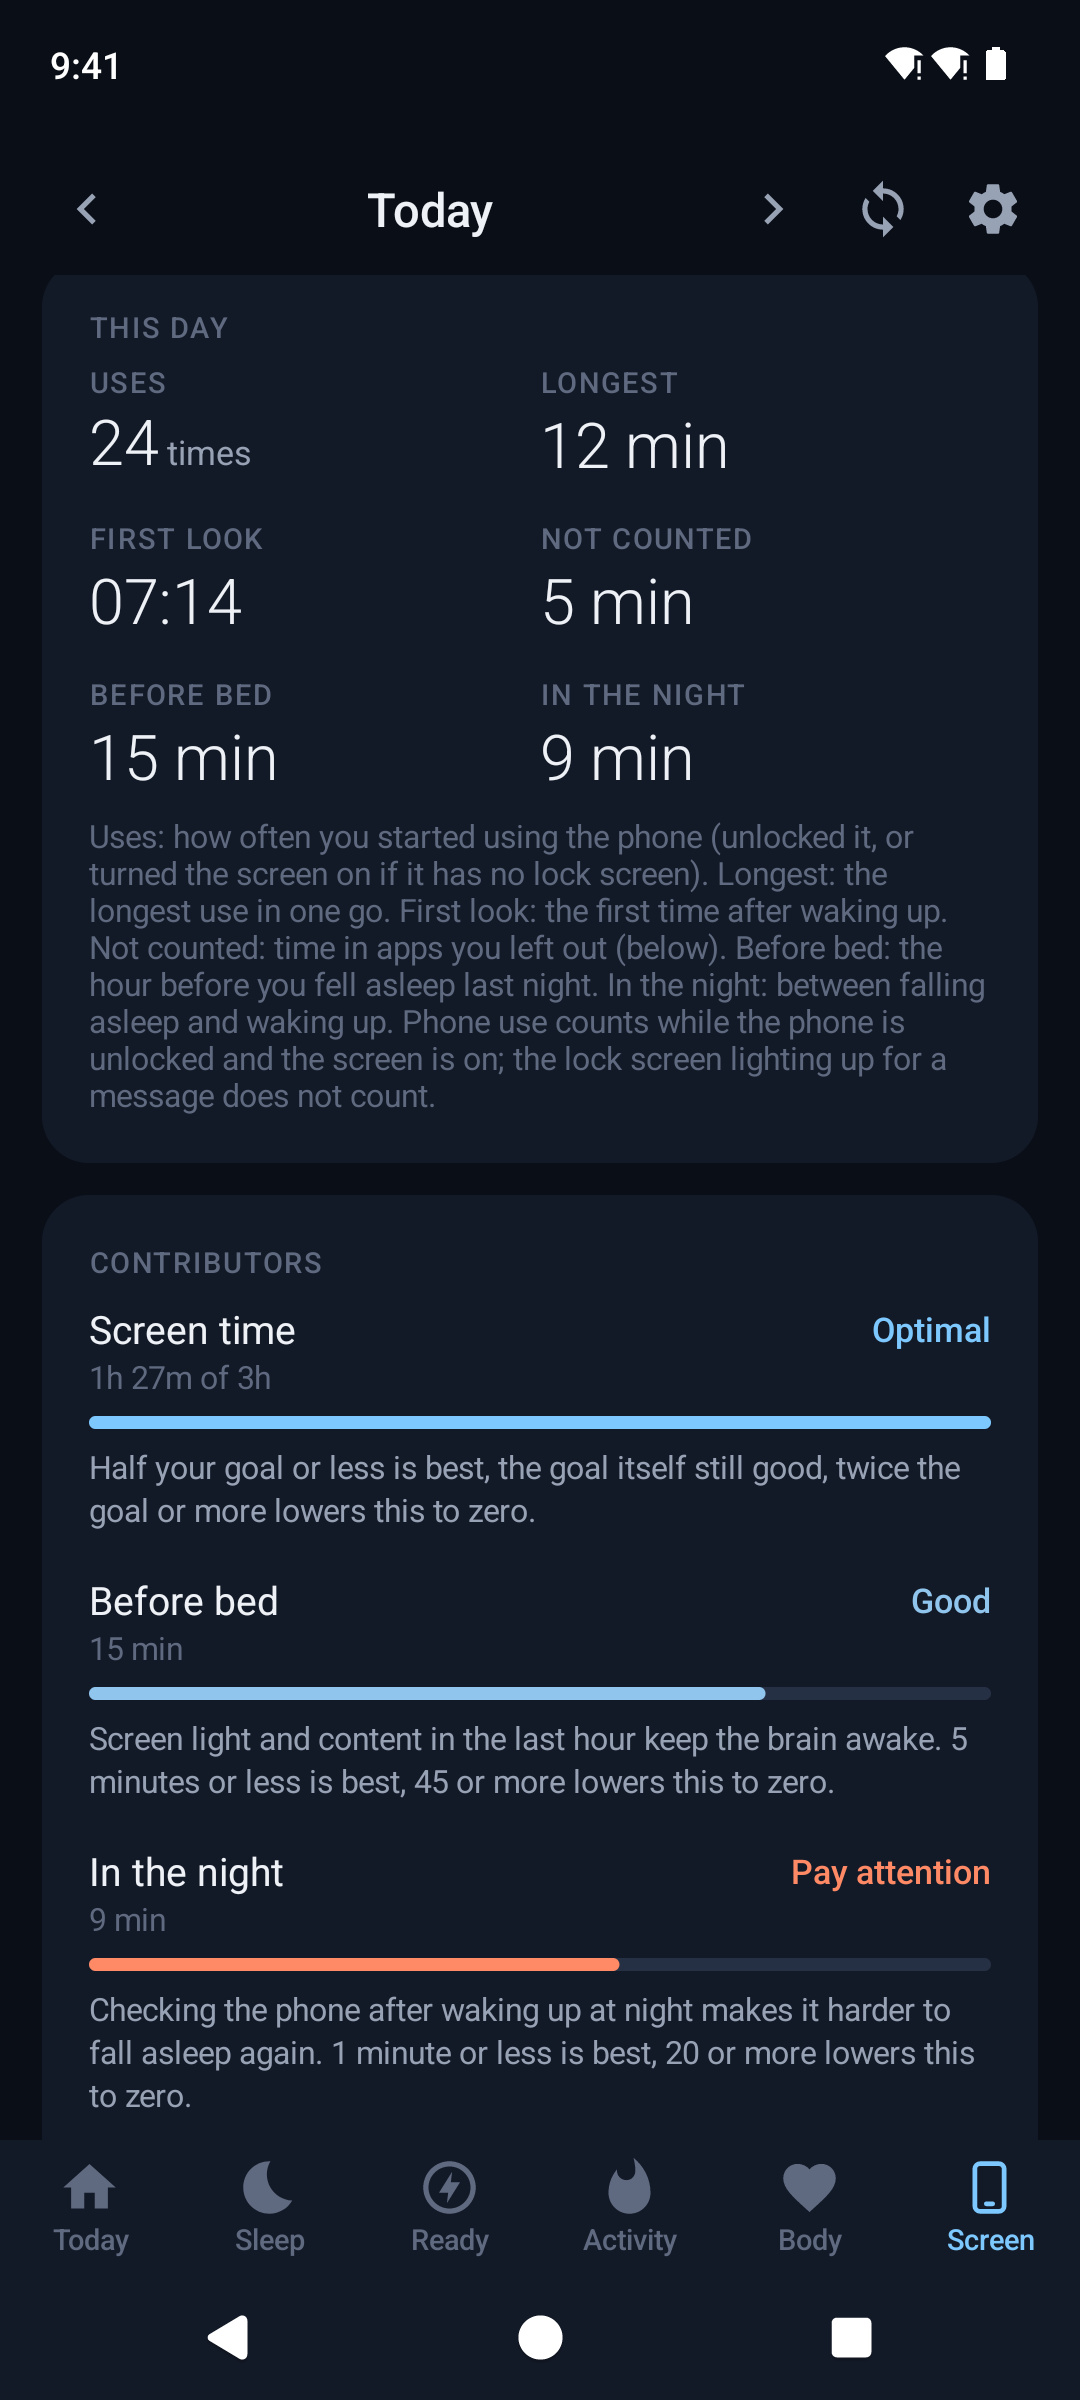 9:41
Today
THIS DAY
USES
LONGEST
24 times
12 min
FIRST LOOK
NOT COUNTED
07:14
5 min
BEFORE BED
IN THE NIGHT
15 min
9 min
Uses: how often you started using the phone (unlocked it, or
turned the screen on if it has no lock screen). Longest: the
longest use in one go. First look: the first time after waking up.
Not counted: time in apps you left out (below). Before bed: the
hour before you fell asleep last night. In the night: between falling
asleep and waking up. Phone use counts while the phone is
unlocked and the screen is on; the lock screen lighting up for a
message does not count.
CONTRIBUTORS
Screen time
Optimal
1h 27m of 3h
Half your goal or less is best, the goal itself still good, twice the
goal or more lowers this to zero.
Before bed
Good
15 min
Screen light and content in the last hour keep the brain awake. 5
minutes or less is best, 45 or more lowers this to zero.
In the night
Pay attention
9 min
Checking the phone after waking up at night makes it harder to
fall asleep again. 1 minute or less is best, 20 or more lowers this
to zero.
Today
Sleep
Ready
Activity
Body
Screen